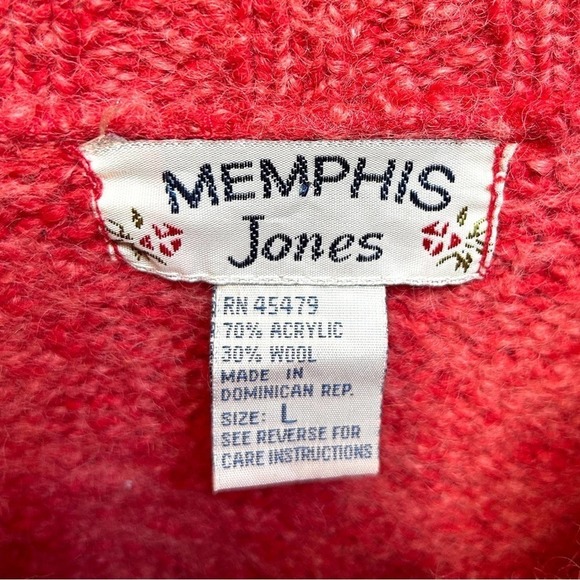 MEMPHIS
Jones
RN 45479
70% ACRYLIC
30% WOOL
MADE IN
DOMINICAN REP.
SIZE: L
SEE REVERSE FOR
CARE INSTRUCTIONS